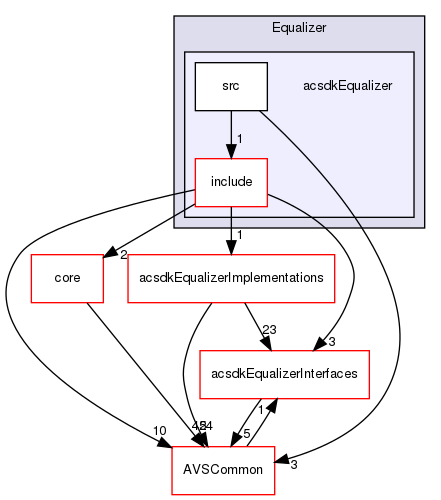 Equalizer
src
acsdkEqualizer
1
include
1
2
core
acsdkEqualizerImplementations
23
3
acsdkEqualizerInterfaces
10
5
1
AVSCommon
3